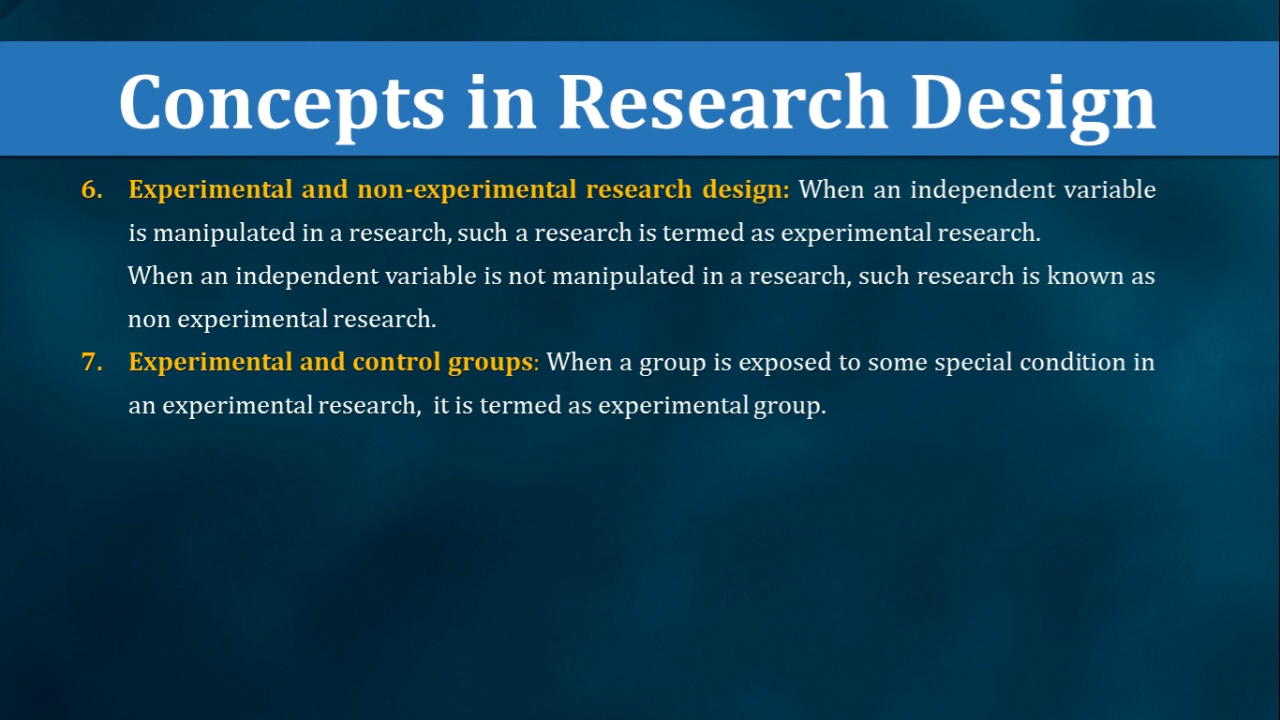 Concepts in Research Design
6. Experimental and non-experimental research design: When an independent variable
is manipulated in a research, such a research is termed as experimental research.
When an independent variable is not manipulated in a research, such research is known as
non experimental research.
7. Experimental and control groups: When a group is exposed to some special condition in
an experimental research,  it is termed as experimental group.